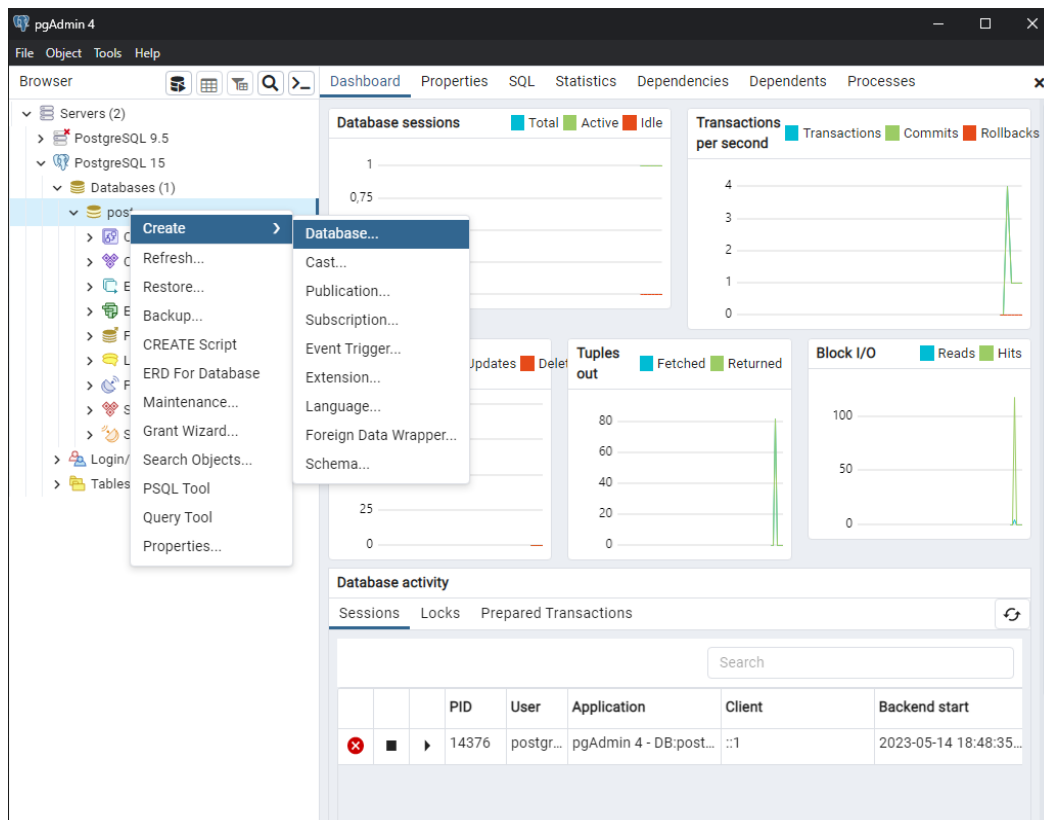 pgAdmin 4
File Object Tools Help
Browser
Dashboard Properties SQL Statistics Dependencies Dependents Processes
Servers (2)
PostgreSQL 9.5
PostgreSQL 15
Databases (1)
Login/
Tables
Create
Refresh...
Restore...
Backup...
CREATE Script
ERD For Database
Maintenance...
Grant Wizard...
Search Objects...
PSQL Tool
Query Tool
Properties...
Database...
Cast...
Publication...
Subscription...
Event Trigger...
Extension...
Language...
Foreign Data Wrapper...
Schema...
Database sessions Total Active Idle
1
0,75
Transactions per second Transactions Commits Rollbacks
4
3
2
1
0
Updates
25
0
Tuples out Fetched Returned
80
60
40
20
0
Block I/O Reads Hits
100
50
0
Database activity
Sessions Locks Prepared Transactions
Search
PID User Application Client Backend start
14376 postgr... pgAdmin 4 - DB:post... ::1 2023-05-14 18:48:35...